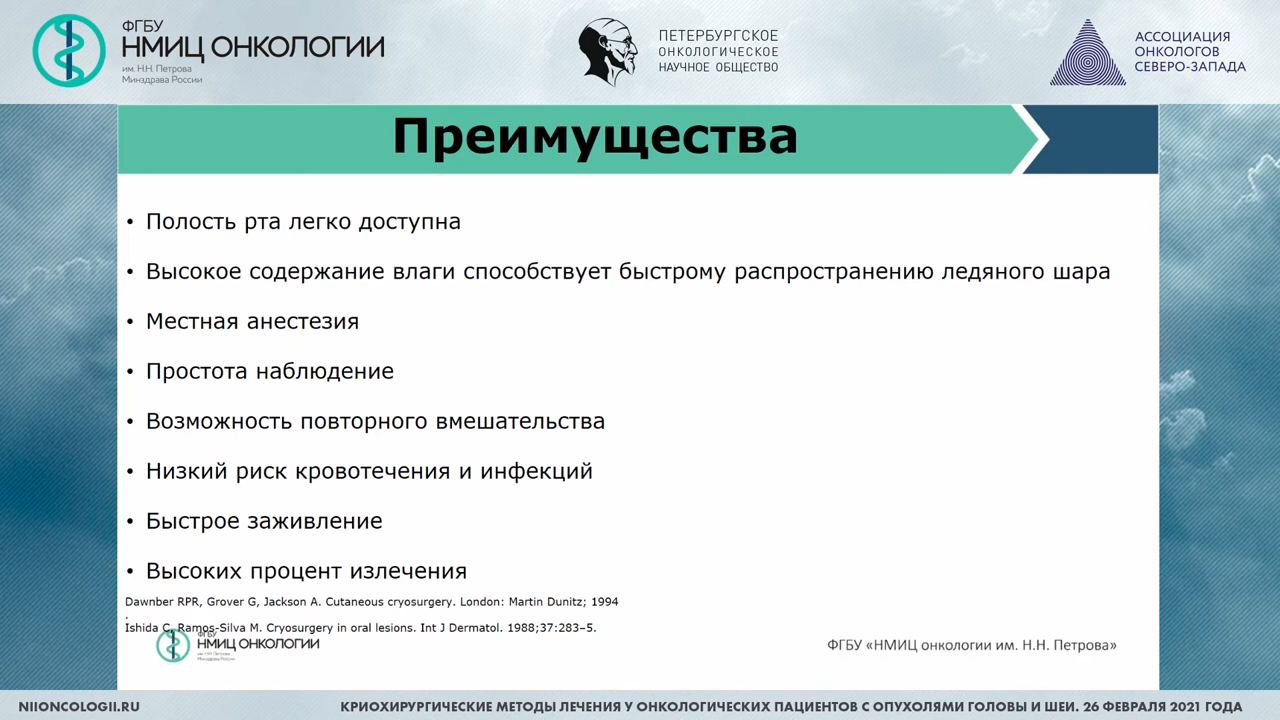 ФГБУ
НМИЦ ОНКОЛОГИИ
им. Н.Н. Петрова
Минздрава России
ПЕТЕРБУРГСКОЕ
ОНКОЛОГИЧЕСКОЕ
НАУЧНОЕ ОБЩЕСТВО
АССОЦИАЦИЯ
ОНКОЛОГОВ
СЕВЕРО-ЗАПАДА
Преимущества
• Полость рта легко доступна
• Высокое содержание влаги способствует быстрому распространению ледяного шара
• Местная анестезия
• Простота наблюдение
• Возможность повторного вмешательства
• Низкий риск кровотечения и инфекций
• Быстрое заживление
• Высоких процент излечения
Dawnber RPR, Grover G, Jackson A. Cutaneous cryosurgery. London: Martin Dunitz; 1994
.
Ishida C, Ramos-Silva M. Cryosurgery in oral lesions. Int J Dermatol. 1988;37:283–5.
ФГБУ
НМИЦ ОНКОЛОГИИ
им. Н.Н. Петрова
Минздрава России
ФГБУ «НМИЦ онкологии им. Н.Н. Петрова»
NIIONCOLOGII.RU
КРИОХИРУРГИЧЕСКИЕ МЕТОДЫ ЛЕЧЕНИЯ У ОНКОЛОГИЧЕСКИХ ПАЦИЕНТОВ С ОПУХОЛЯМИ ГОЛОВЫ И ШЕИ. 26 ФЕВРАЛЯ 2021 ГОДА